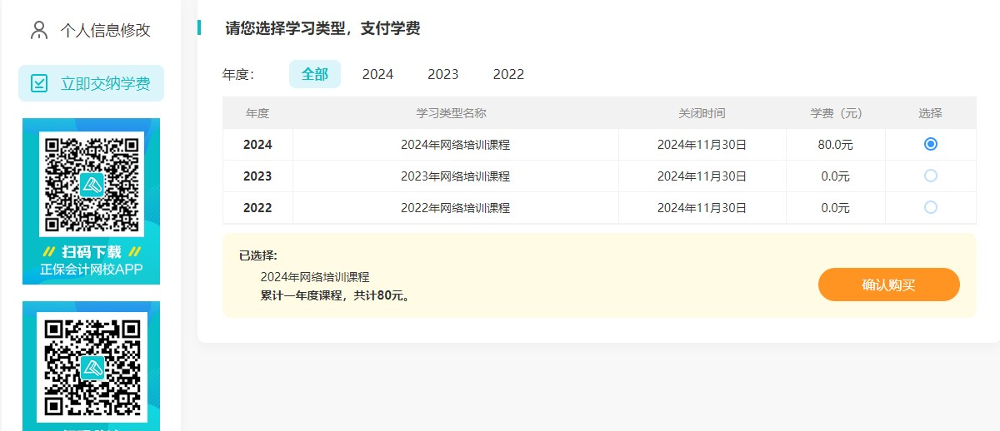 个人信息修改
立即交纳学费
扫码下载
正保会计网校APP
请您选择学习类型，支付学费
年度： 全部 2024 2023 2022
年度 学习类型名称 关闭时间 学费（元） 选择
2024 2024年网络培训课程 2024年11月30日 80.0元
2023 2023年网络培训课程 2024年11月30日 0.0元
2022 2022年网络培训课程 2024年11月30日 0.0元
已选择:
2024年网络培训课程
累计一年度课程，共计80元。
确认购买